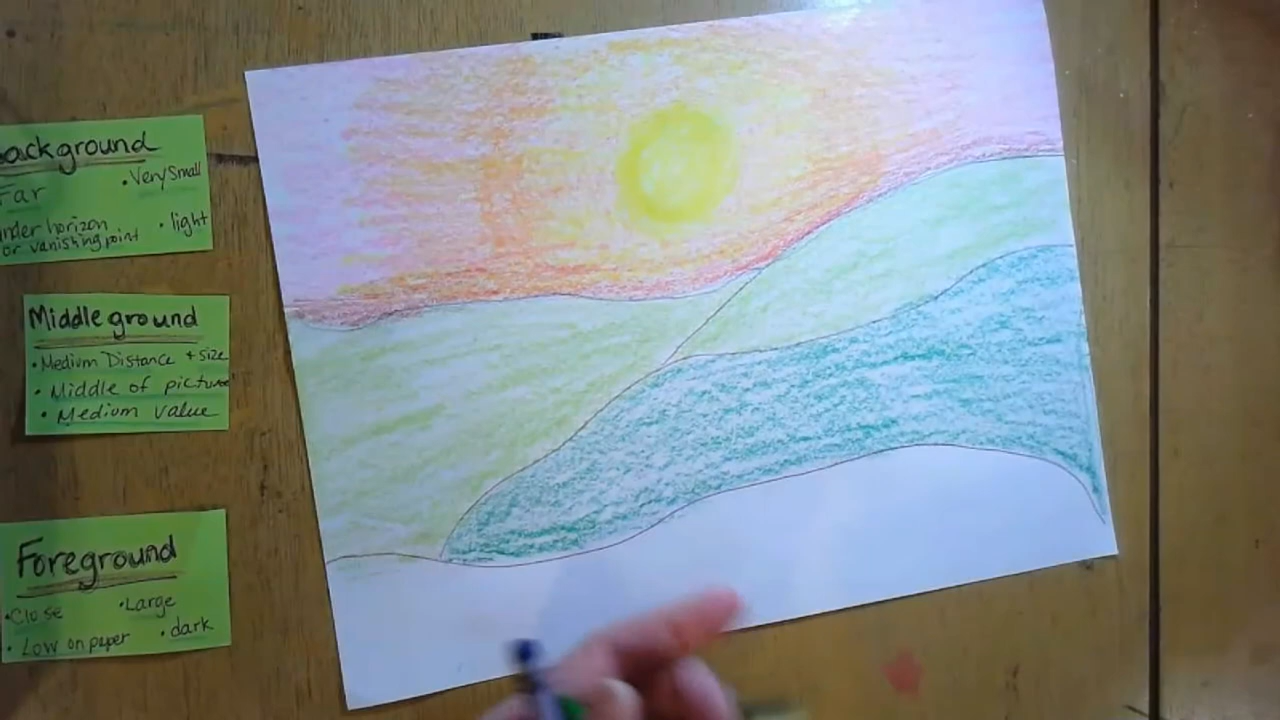 ackground
Far
• Very Small
under horizon
or vanishing point
• light
Middle ground
• Medium Distance + size
• Middle of picture
• Medium value
Foreground
• Close
• Large
• Low on paper
• dark